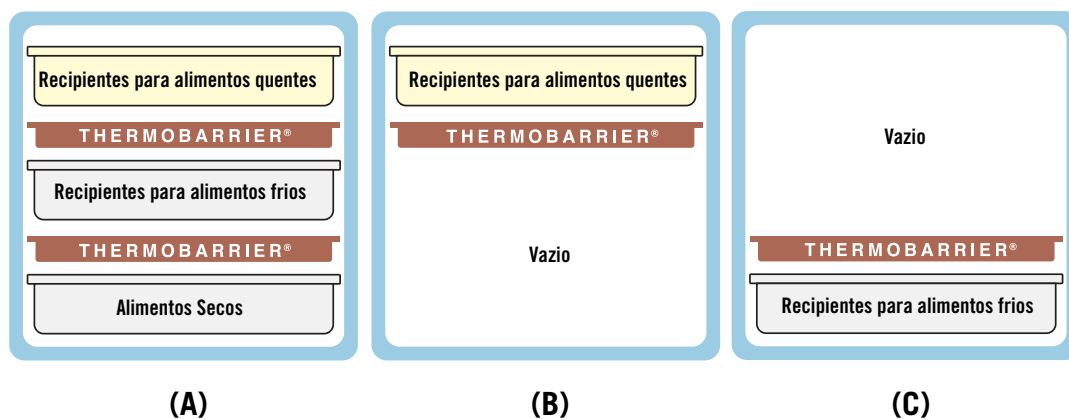 Recipientes para alimentos quentes
THERMOBARRIER®
Recipientes para alimentos frios
THERMOBARRIER®
Alimentos Secos
(A)
Recipientes para alimentos quentes
THERMOBARRIER®
Vazio
(B)
Vazio
THERMOBARRIER®
Recipientes para alimentos frios
(C)